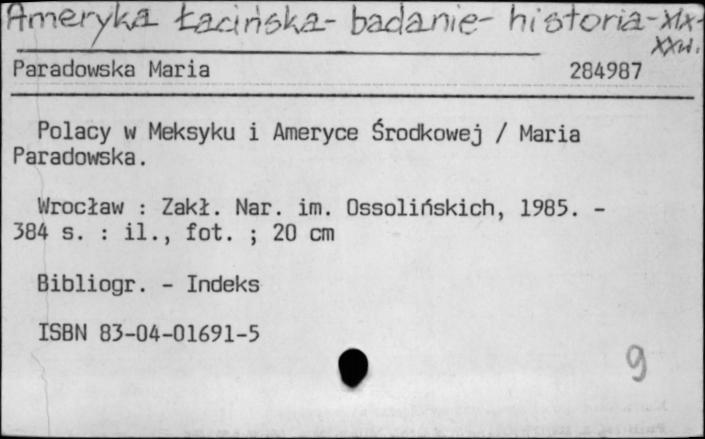 Ameryka Łacińska - badanie - historia - XIX-
XXw.
Paradowska Maria 284987
Polacy w Meksyku i Ameryce Środkowej / Maria
Paradowska.
Wrocław : Zakł. Nar. im. Ossolińskich, 1985. -
384 s. : il., fot. ; 20 cm
Bibliogr. - Indeks
ISBN 83-04-01691-5
9